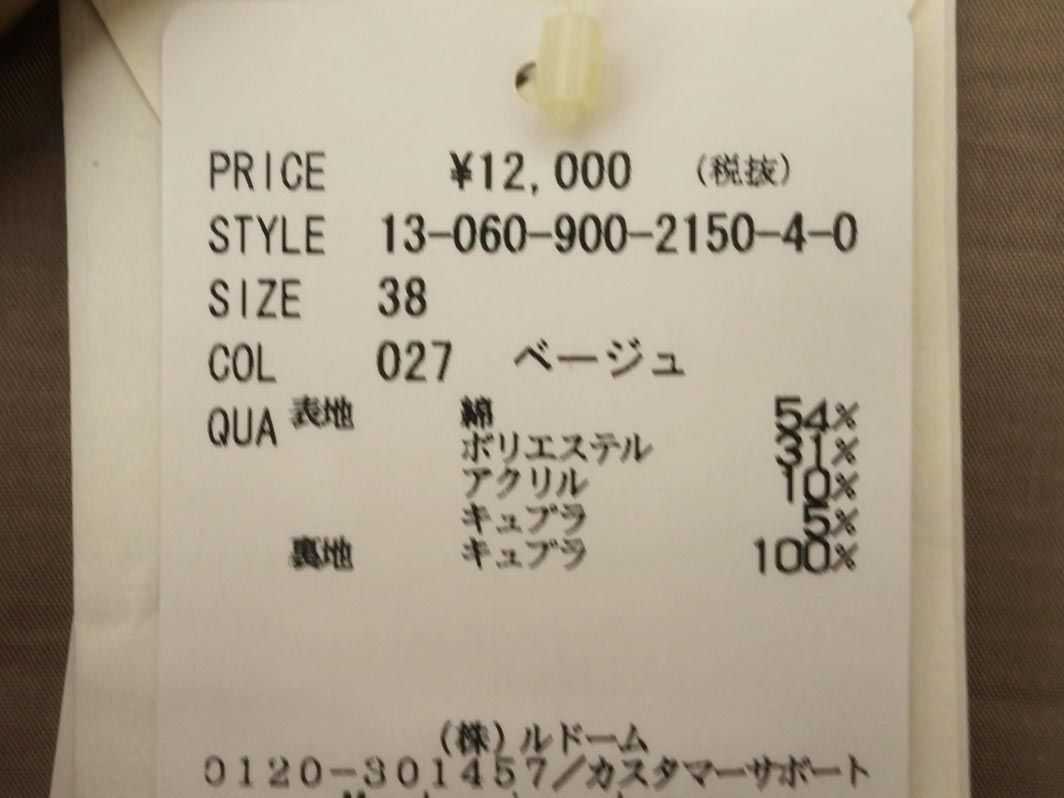 PRICE ¥12,000 (税抜)
STYLE 13-060-900-2150-4-0
SIZE 38
COL 027 ベージュ
QUA 表地 綿 54%
ポリエステル 31%
アクリル 10%
キュプラ 5%
裏地 キュプラ 100%
(株)ルドーム
0120-301457/カスタマーサポート